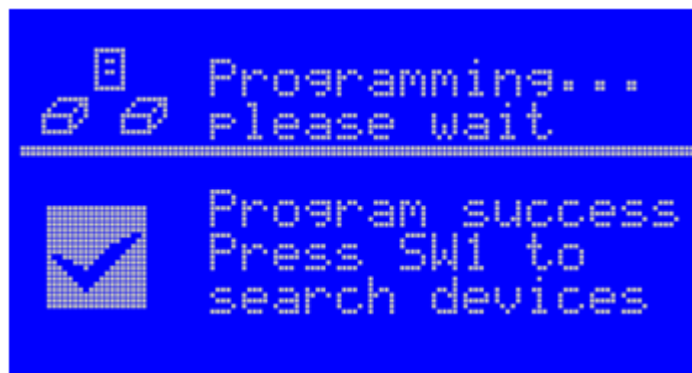 Programming...
please wait
Program success
Press SW1 to
search devices